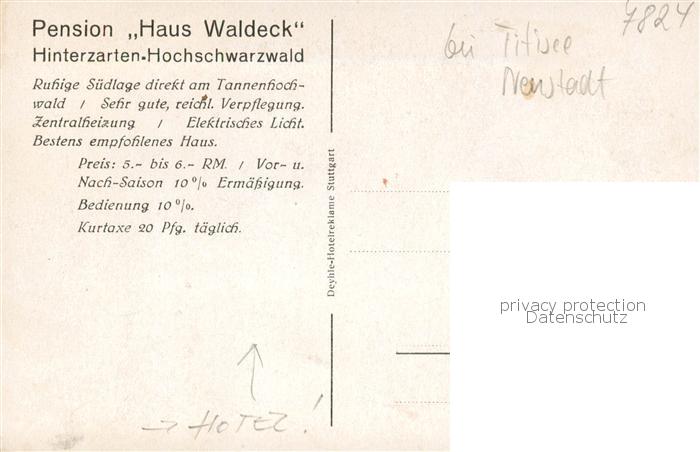 Pension „Haus Waldeck"
Hinterzarten-Hochschwarzwald
Ruhige Südlage direkt am Tannenhoch-
wald / Sehr gute, reichl. Verpflegung.
Zentralheizung / Elektrisches Licht.
Bestens empfohlenes Haus.
Preis: 5.- bis 6.- RM. / Vor- u.
Nach-Saison 10 % Ermäßigung.
Bedienung 10 %.
Kurtaxe 20 Pfg. täglich.
→ HOTEL!
Deyhle-Hotelreklame Stuttgart
7824
bei Titisee
Neustadt
privacy protection
Datenschutz